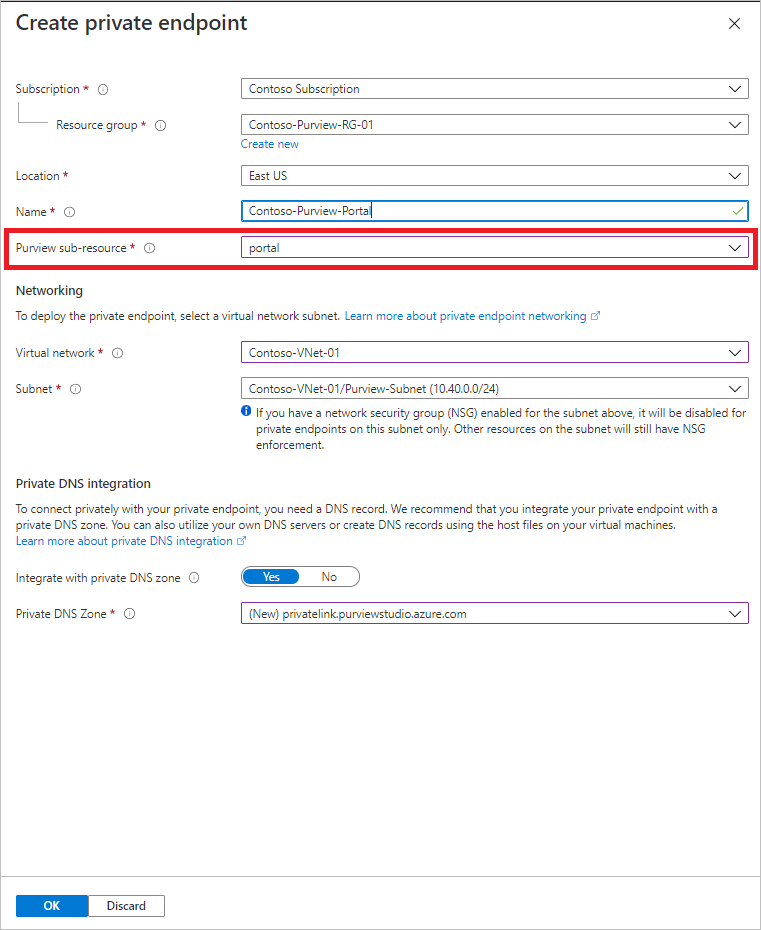 Create private endpoint
Subscription *
Contoso Subscription
Resource group *
Contoso-Purview-RG-01
Create new
Location *
East US
Name *
Contoso-Purview-Portal
Purview sub-resource *
portal
Networking
To deploy the private endpoint, select a virtual network subnet. Learn more about private endpoint networking
Virtual network *
Contoso-VNet-01
Subnet *
Contoso-VNet-01/Purview-Subnet (10.40.0.0/24)
If you have a network security group (NSG) enabled for the subnet above, it will be disabled for
private endpoints on this subnet only. Other resources on the subnet will still have NSG
enforcement.
Private DNS integration
To connect privately with your private endpoint, you need a DNS record. We recommend that you integrate your private endpoint with a
private DNS zone. You can also utilize your own DNS servers or create DNS records using the host files on your virtual machines.
Learn more about private DNS integration
Integrate with private DNS zone
Yes No
Private DNS Zone *
(New) privatelink.purviewstudio.azure.com
OK Discard